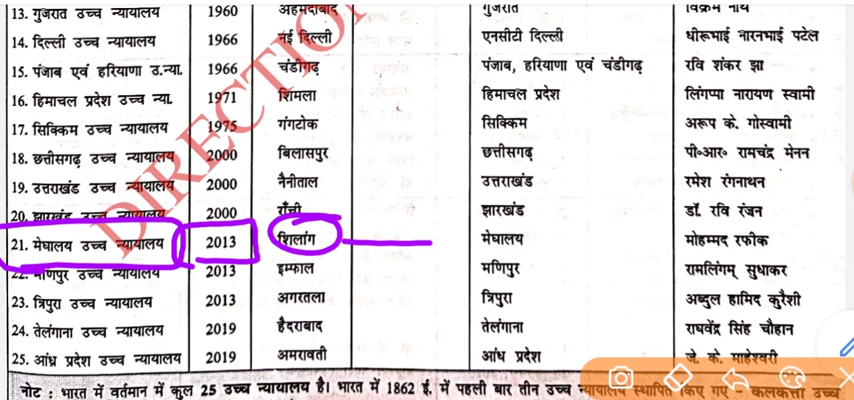 13. गुजरात उच्च न्यायालय 1960 अहमदाबाद गुजरात विक्रम नाथ
14. दिल्ली उच्च न्यायालय 1966 नई दिल्ली एनसीटी दिल्ली धीरूभाई नारनभाई पटेल
15. पंजाब एवं हरियाणा उ.न्या. 1966 चंडीगढ़ पंजाब, हरियाणा एवं चंडीगढ़ रवि शंकर झा
16. हिमाचल प्रदेश उच्च न्या. 1971 शिमला हिमाचल प्रदेश लिंगप्पा नारायण स्वामी
17. सिक्किम उच्च न्यायालय 1975 गंगटोक सिक्किम अरूप के. गोस्वामी
18. छत्तीसगढ़ उच्च न्यायालय 2000 बिलासपुर छत्तीसगढ़ पी०आर० रामचंद्र मेनन
19. उत्तराखंड उच्च न्यायालय 2000 नैनीताल उत्तराखंड रमेश रंगनाथन
20. झारखंड उच्च न्यायालय 2000 राँची झारखंड डॉ. रवि रंजन
21. मेघालय उच्च न्यायालय 2013 शिलांग मेघालय मोहम्मद रफीक
22. मणिपुर उच्च न्यायालय 2013 इम्फाल मणिपुर रामलिंगम् सुधाकर
23. त्रिपुरा उच्च न्यायालय 2013 अगरतला त्रिपुरा अब्दुल हामिद कुरैशी
24. तेलंगाना उच्च न्यायालय 2019 हैदराबाद तेलंगाना राघवेंद्र सिंह चौहान
25. आंध्र प्रदेश उच्च न्यायालय 2019 अमरावती आंध्र प्रदेश जे. के. माहेश्वरी
नोट : भारत में वर्तमान में कुल 25 उच्च न्यायालय है। भारत में 1862 ई. में पहली बार तीन उच्च न्यायालय स्थापित किए गए - कलकत्ता उच्च
DIRECTION